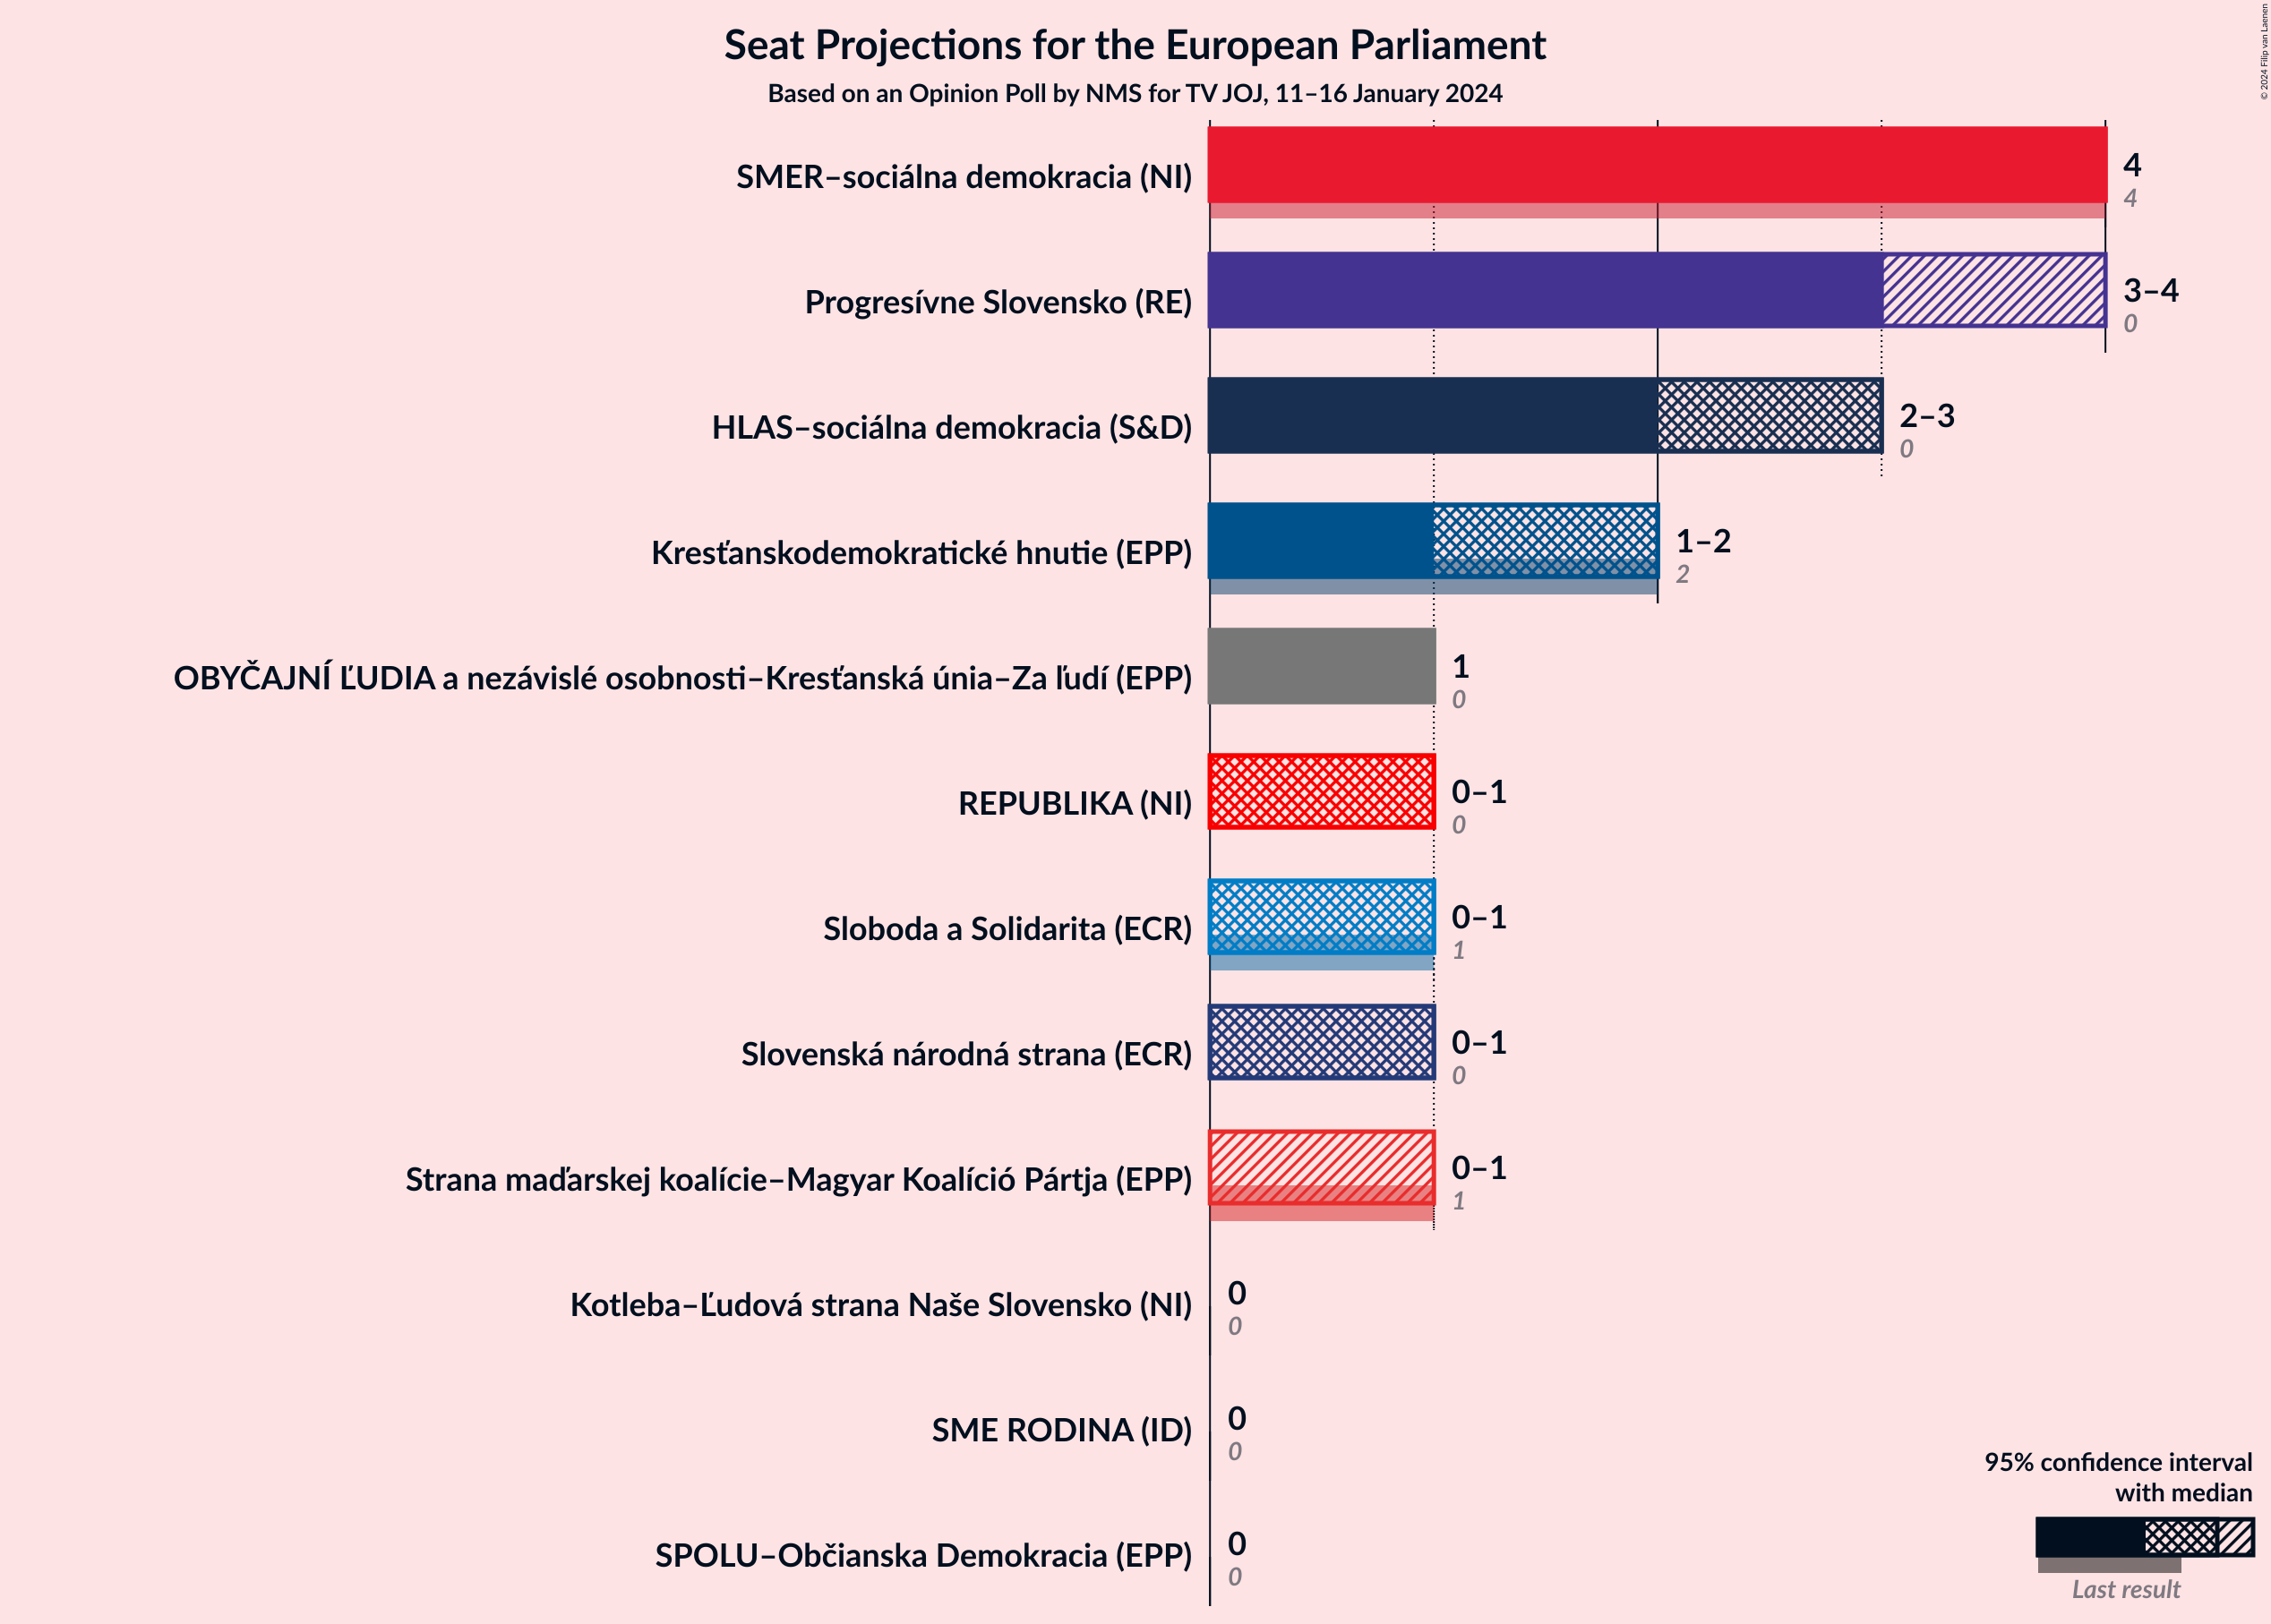 Seat Projections for the European Parliament
Based on an Opinion Poll by NMS for TV JOJ, 11–16 January 2024
© 2024 Filip van Laenen
SMER–sociálna demokracia (NI)
4
4
Progresívne Slovensko (RE)
3–4
0
HLAS–sociálna demokracia (S&D)
2–3
0
Kresťanskodemokratické hnutie (EPP)
1–2
2
OBYČAJNÍ ĽUDIA a nezávislé osobnosti–Kresťanská únia–Za ľudí (EPP)
1
0
REPUBLIKA (NI)
0–1
0
Sloboda a Solidarita (ECR)
0–1
1
Slovenská národná strana (ECR)
0–1
0
Strana maďarskej koalície–Magyar Koalíció Pártja (EPP)
0–1
1
Kotleba–Ľudová strana Naše Slovensko (NI)
0
0
SME RODINA (ID)
0
0
SPOLU–Občianska Demokracia (EPP)
0
0
95% confidence interval
with median
Last result